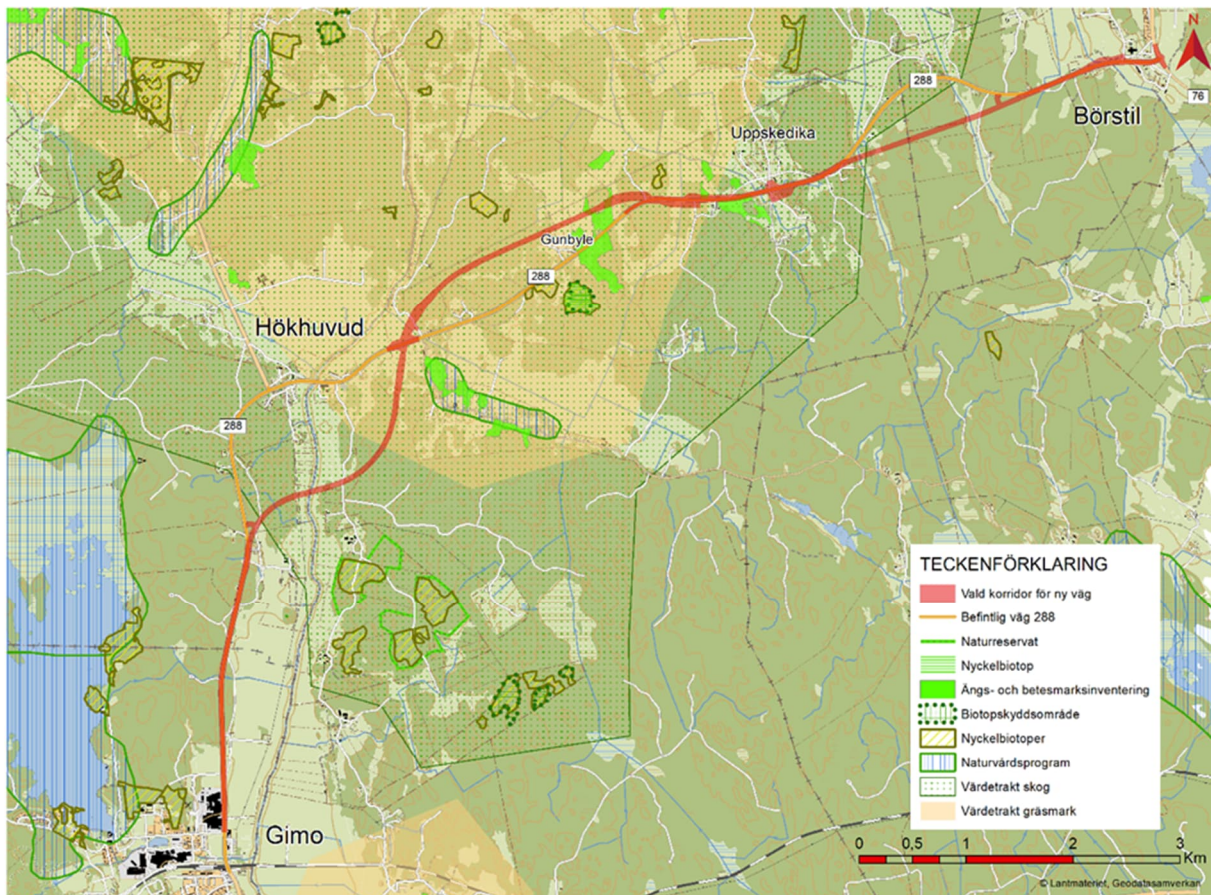 N
288
76
Börstil
Uppskedika
Gunbyle
288
Hökhuvud
288
Gimo
TECKENFÖRKLARING
Vald korridor för ny väg
Befintlig väg 288
Naturreservat
Nyckelbiotop
Ängs- och betesmarksinventering
Biotopskyddsområde
Nyckelbiotoper
Naturvårdsprogram
Värdetrakt skog
Värdetrakt gräsmark
0 0,5 1 2 3
Km
© Lantmäteriet, Geodatasamverkan